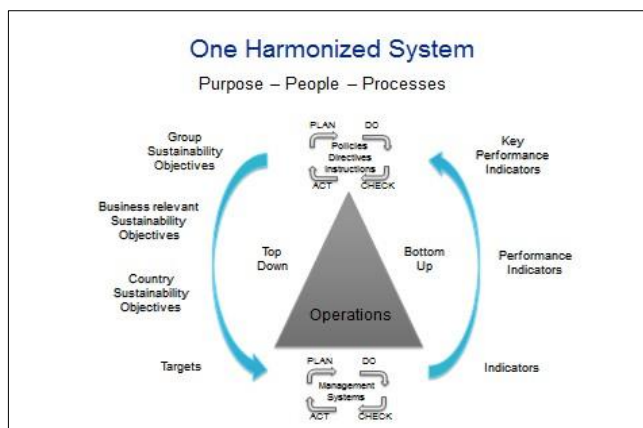 One Harmonized System
Purpose – People – Processes
Group
Sustainability
Objectives
Business relevant
Sustainability
Objectives
Country
Sustainability
Objectives
Targets
Top
Down
PLAN DO
Policies
Directives
Instructions
ACT CHECK
Operations
PLAN DO
Management
Systems
ACT CHECK
Bottom
Up
Key
Performance
Indicators
Performance
Indicators
Indicators